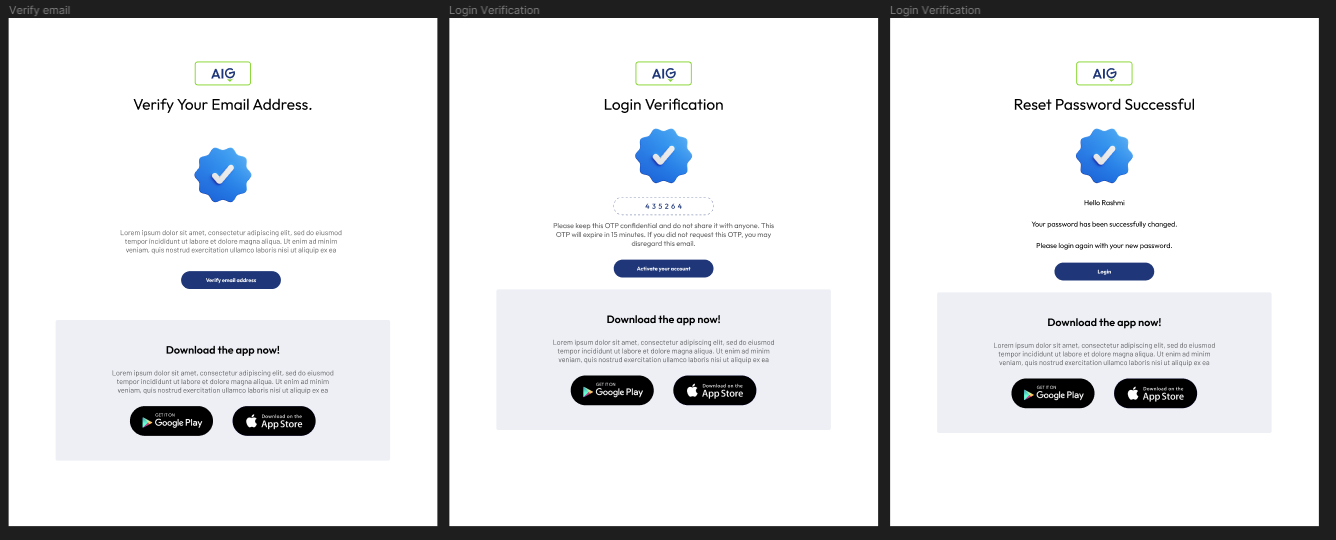 Verify email
AIG
Verify Your Email Address.
Lorem ipsum dolor sit amet, consectetur adipiscing elit, sed do eiusmod
tempor incididunt ut labore et dolore magna aliqua. Ut enim ad minim
veniam, quis nostrud exercitation ullamco laboris nisi ut aliquip ex ea
Verify email address
Download the app now!
Lorem ipsum dolor sit amet, consectetur adipiscing elit, sed do eiusmod
tempor incididunt ut labore et dolore magna aliqua. Ut enim ad minim
veniam, quis nostrud exercitation ullamco laboris nisi ut aliquip ex ea
GET IT ON
Google Play
Download on the
App Store
Login Verification
AIG
Login Verification
435264
Please keep this OTP confidential and do not share it with anyone. This
OTP will expire in 15 minutes. If you did not request this OTP, you may
disregard this email.
Activate your account
Download the app now!
Lorem ipsum dolor sit amet, consectetur adipiscing elit, sed do eiusmod
tempor incididunt ut labore et dolore magna aliqua. Ut enim ad minim
veniam, quis nostrud exercitation ullamco laboris nisi ut aliquip ex ea
GET IT ON
Google Play
Download on the
App Store
Login Verification
AIG
Reset Password Successful
Hello Rashmi
Your password has been successfully changed.
Please login again with your new password.
Login
Download the app now!
Lorem ipsum dolor sit amet, consectetur adipiscing elit, sed do eiusmod
tempor incididunt ut labore et dolore magna aliqua. Ut enim ad minim
veniam, quis nostrud exercitation ullamco laboris nisi ut aliquip ex ea
GET IT ON
Google Play
Download on the
App Store